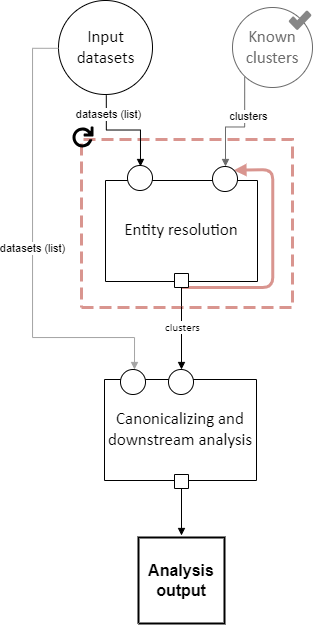 Input
datasets
Known
clusters
datasets (list)
clusters
Entity resolution
datasets (list)
clusters
Canonicalizing and
downstream analysis
Analysis
output